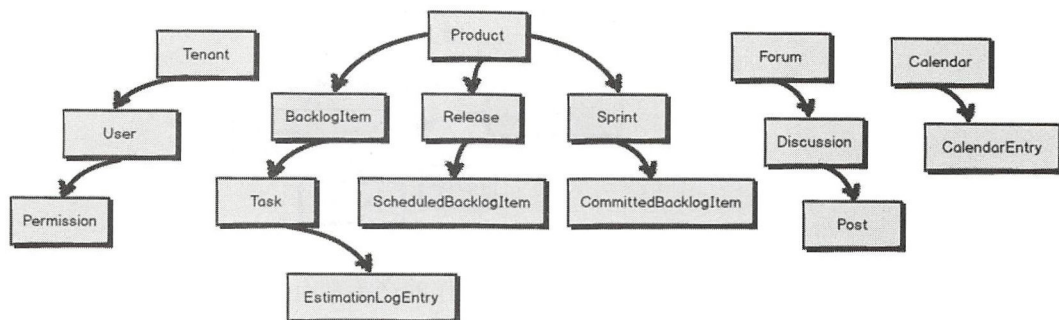 Product
Tenant
Forum
Calendar
User
BacklogItem
Release
Sprint
Discussion
CalendarEntry
Permission
Task
ScheduledBacklogItem
CommittedBacklogItem
Post
EstimationLogEntry